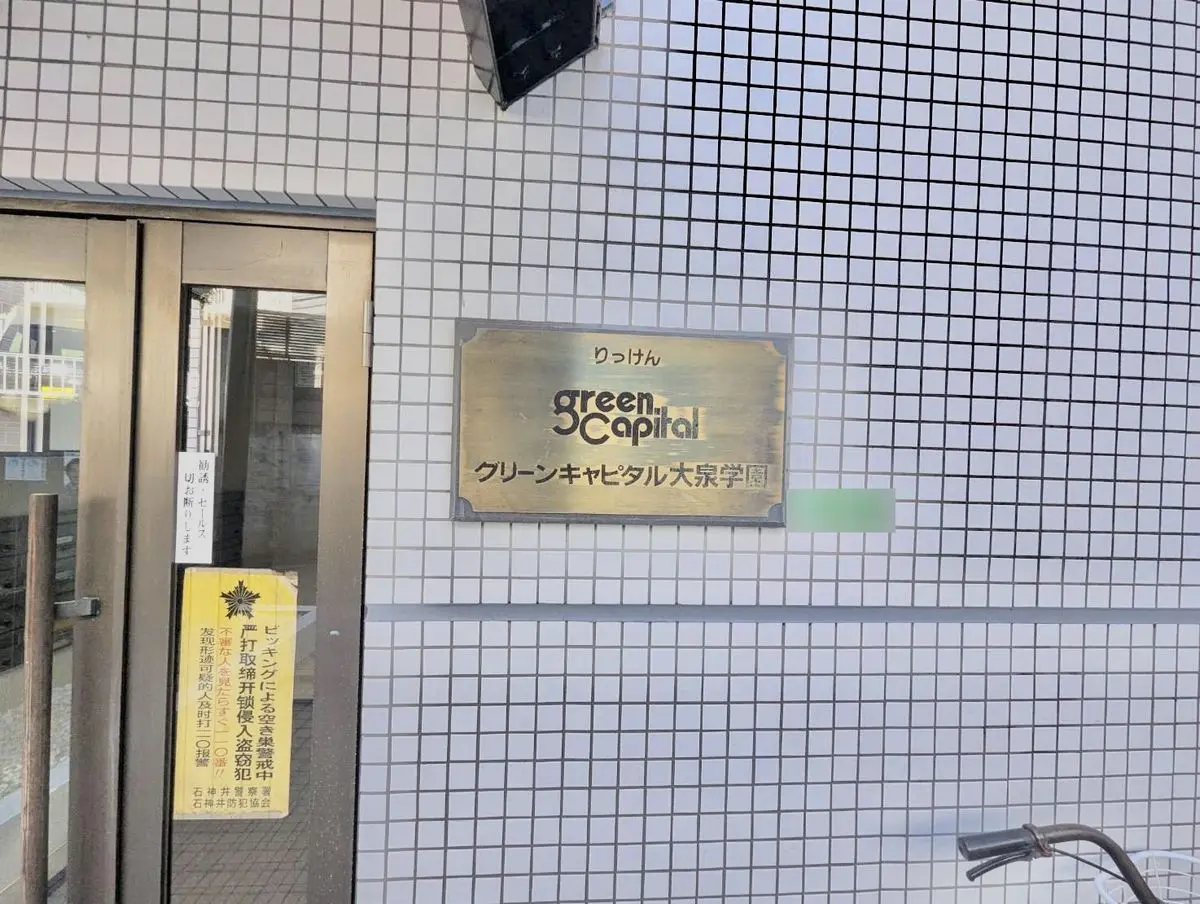 りっけん
green
Capital
グリーンキャピタル大泉学園
勧誘・セールス
切お断りします
ピッキングによる空き巣警戒中
严打取缔开锁侵入盗窃犯
不審な人を見たらすぐ一一〇番!!
发现形迹可疑的人及时打一一〇报警
石神井警察署
石神井防犯協会